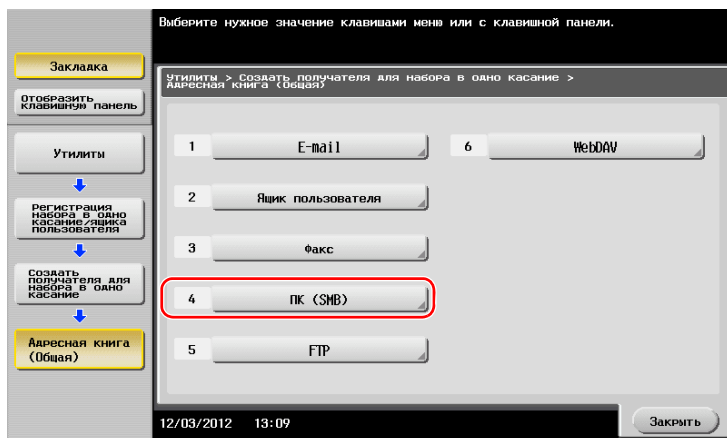 Выберите нужное значение клавишами меню или с клавишной панели.
Закладка
Отобразить
клавишную панель
Утилиты
Регистрация
набора в одно
касание/ящика
пользователя
Создать
получателя для
набора в одно
касание
Адресная книга
(Общая)
Утилиты > Создать получателя для набора в одно касание >
Адресная книга (Общая)
1 E-mail
6 WebDAV
2 Ящик пользователя
3 Факс
4 ПК (SMB)
5 FTP
12/03/2012 13:09
Закрыть